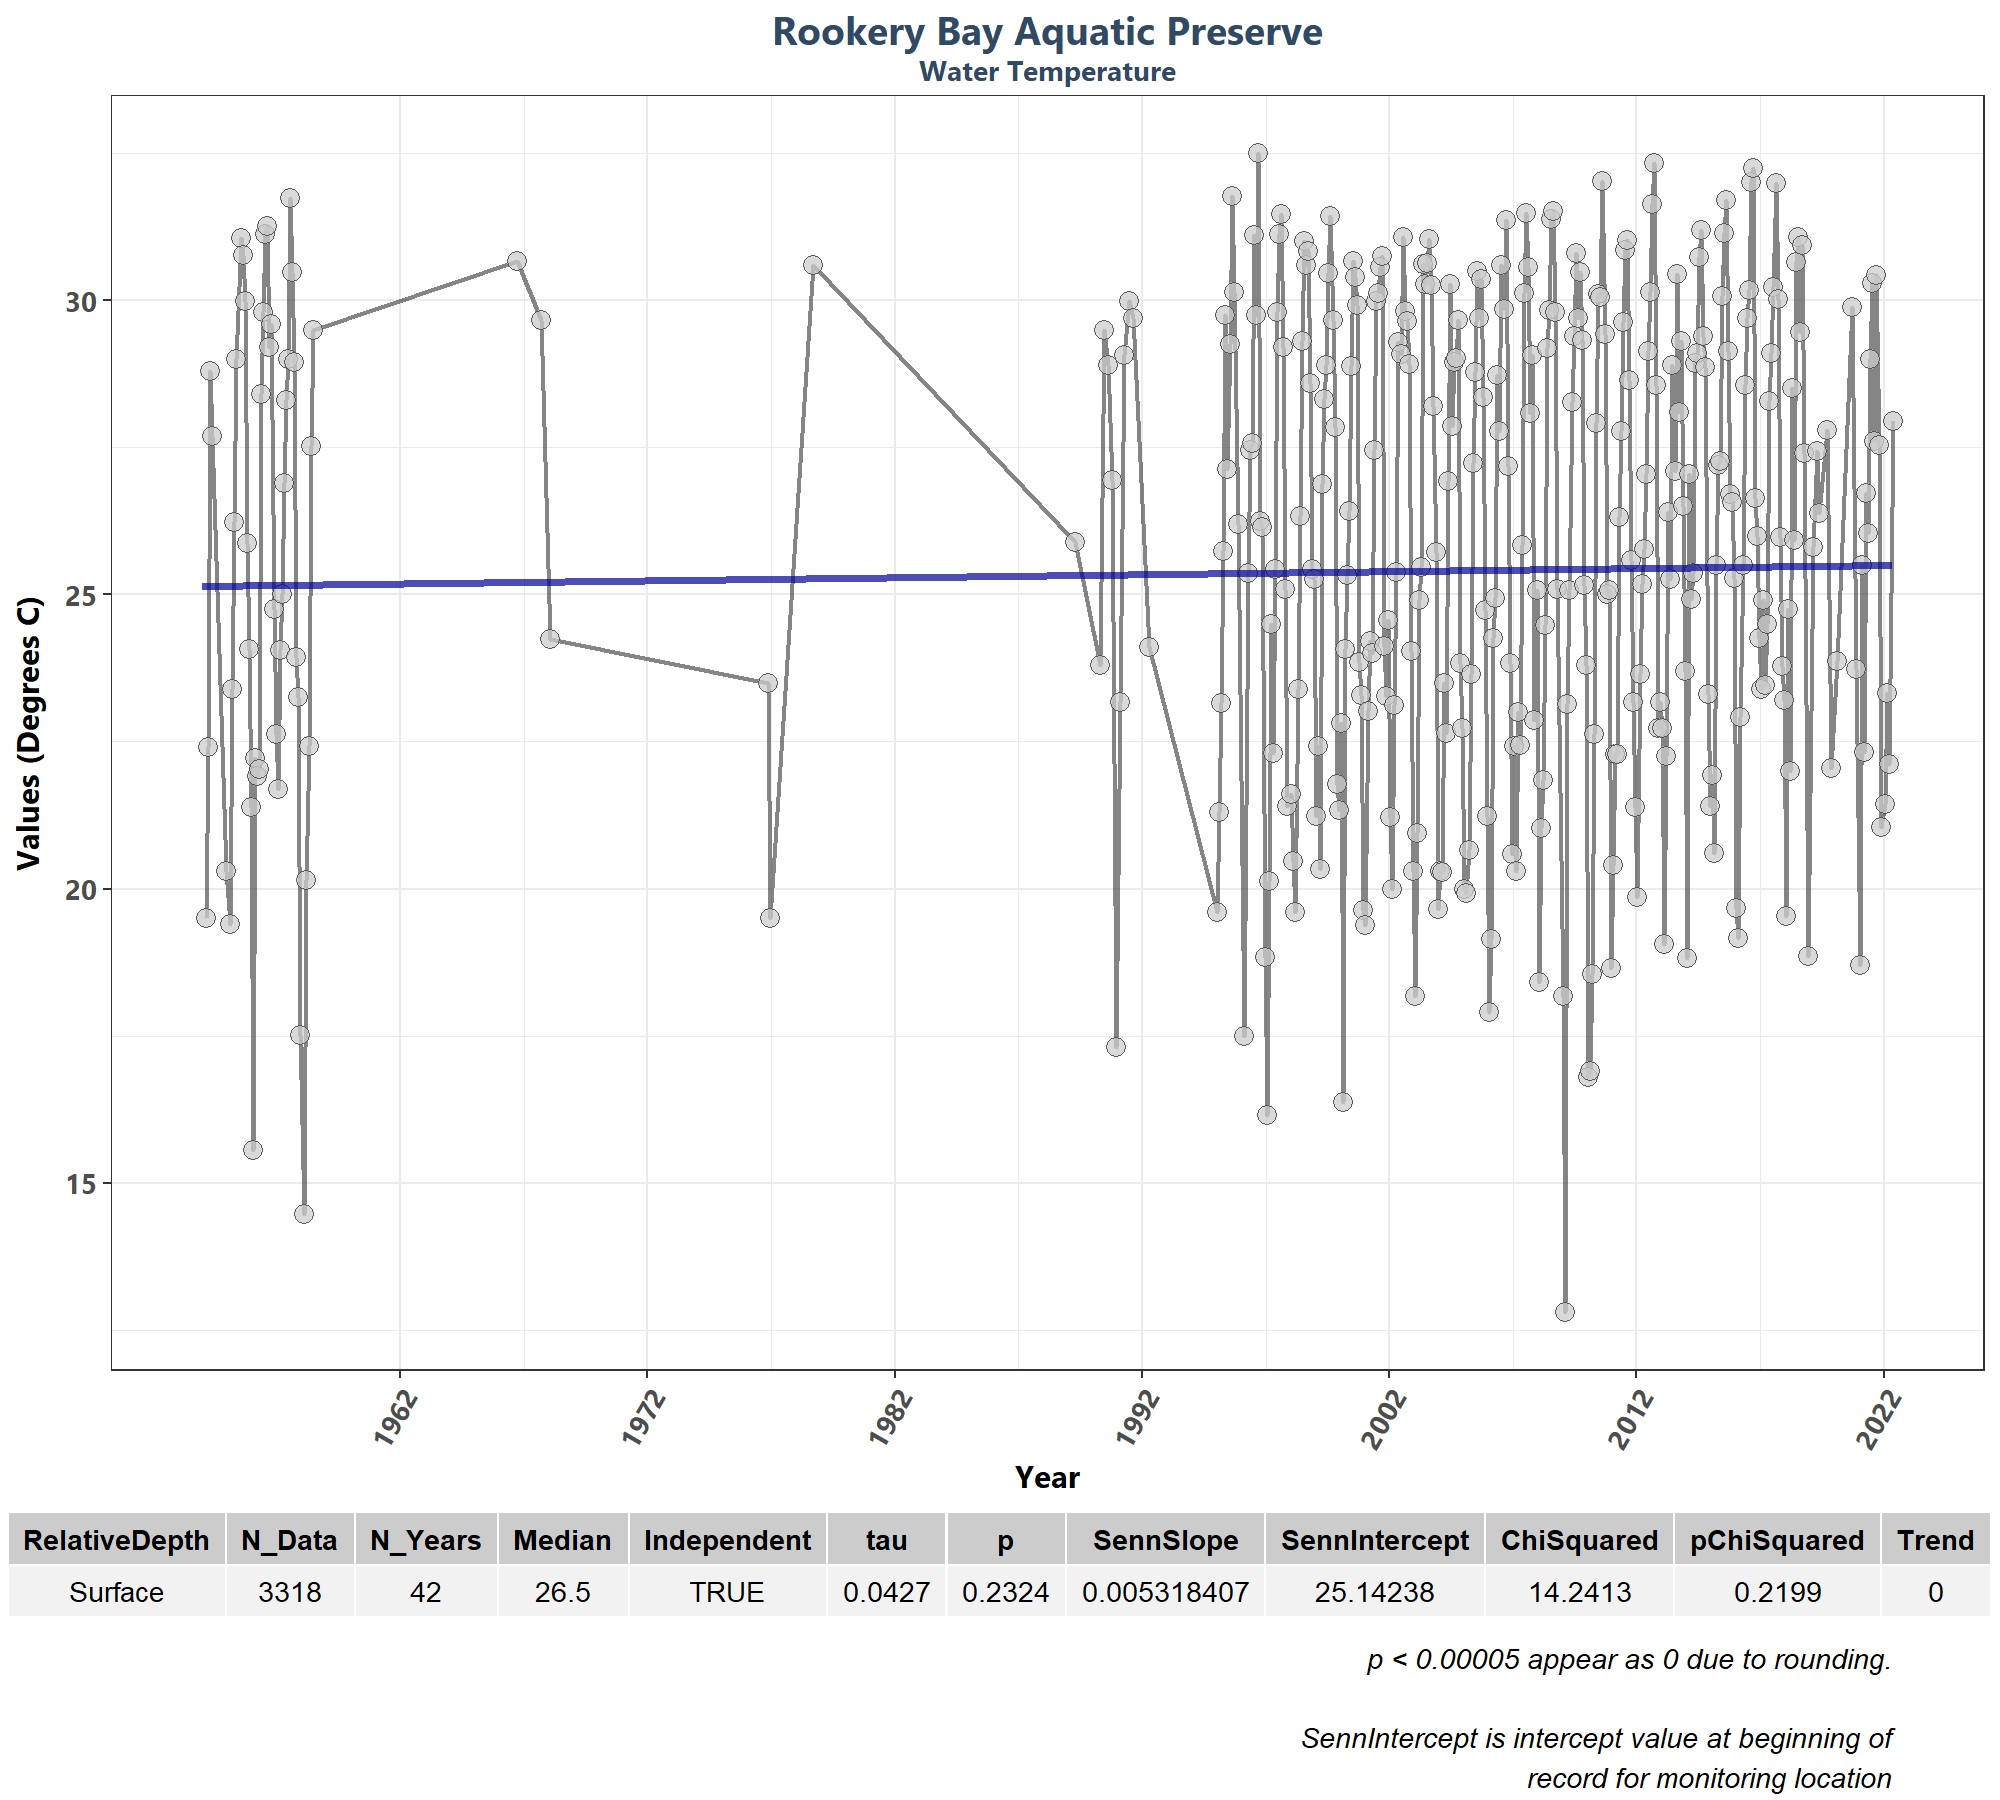 Rookery Bay Aquatic Preserve
Water Temperature
Values (Degrees C)
30
25
20
15
1962 1972 1982 1992 2002 2012 2022
Year
RelativeDepth N_Data N_Years Median Independent tau p SennSlope SennIntercept ChiSquared pChiSquared Trend
Surface 3318 42 26.5 TRUE 0.0427 0.2324 0.005318407 25.14238 14.2413 0.2199 0
p < 0.00005 appear as 0 due to rounding.
SennIntercept is intercept value at beginning of
record for monitoring location